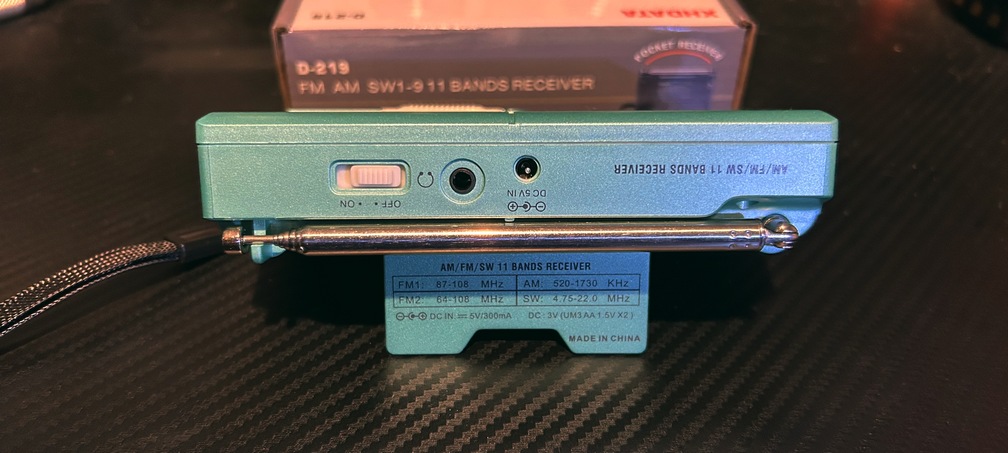 D-219
XHDATA
D-219
FM AM SW1-9 11 BANDS RECEIVER
POCKET RECEIVER
AM/FM/SW 11 BANDS RECEIVER
DC 5V IN
OFF • • ON
AM/FM/SW 11 BANDS RECEIVER
FM1: 87-108 MHz AM: 520-1730 KHz
FM2: 64-108 MHz SW: 4.75-22.0 MHz
DC IN: 5V/300mA DC: 3V (UM3 AA 1.5V X2)
MADE IN CHINA